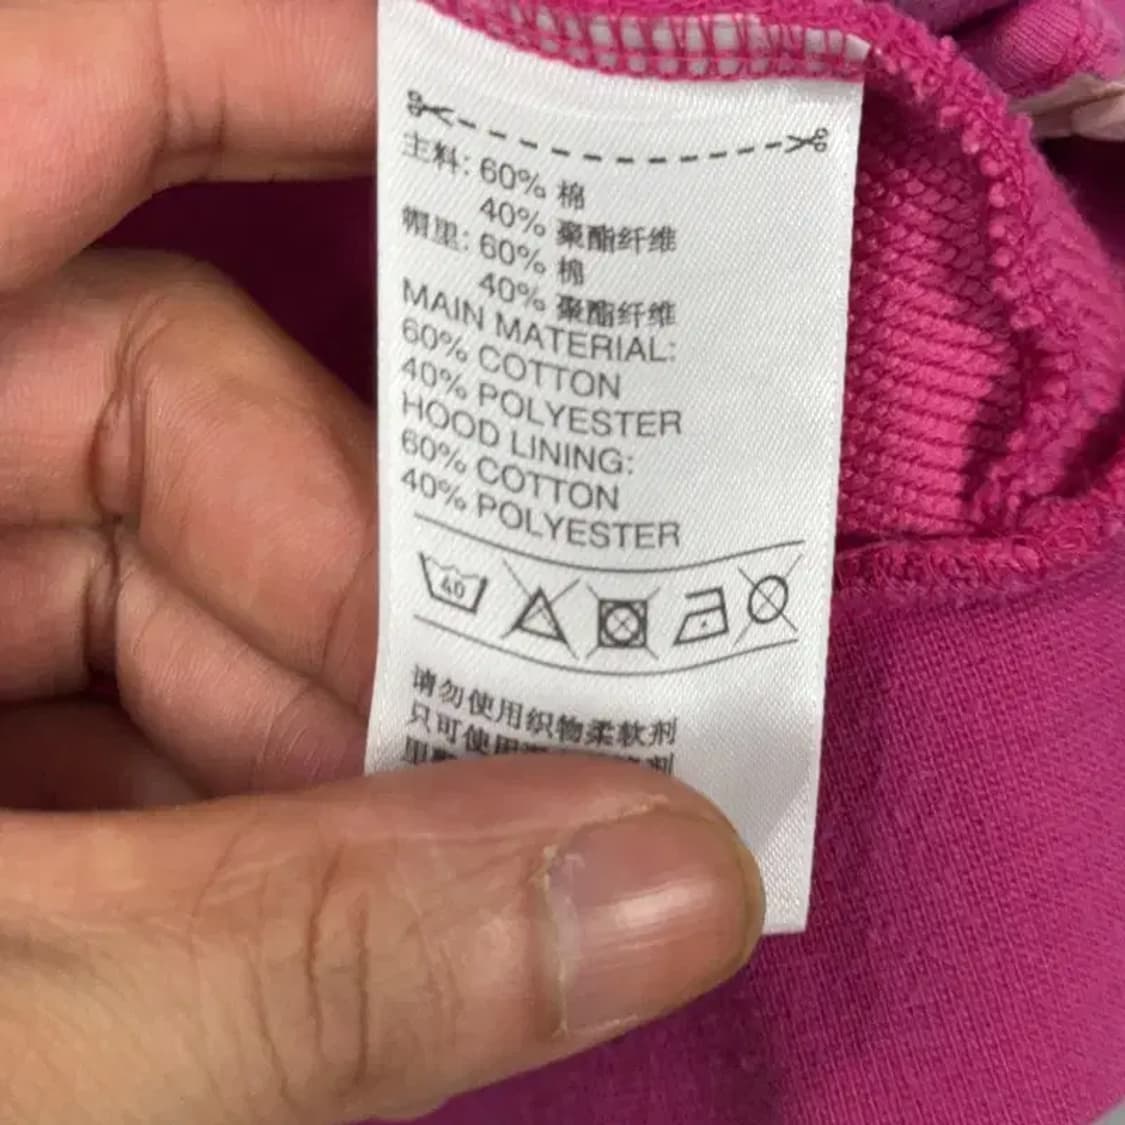 主料: 60% 棉
40% 聚酯纤维
帽里: 60% 棉
40% 聚酯纤维
MAIN MATERIAL:
60% COTTON
40% POLYESTER
HOOD LINING:
60% COTTON
40% POLYESTER
40
请勿使用织物柔软剂
只可使用